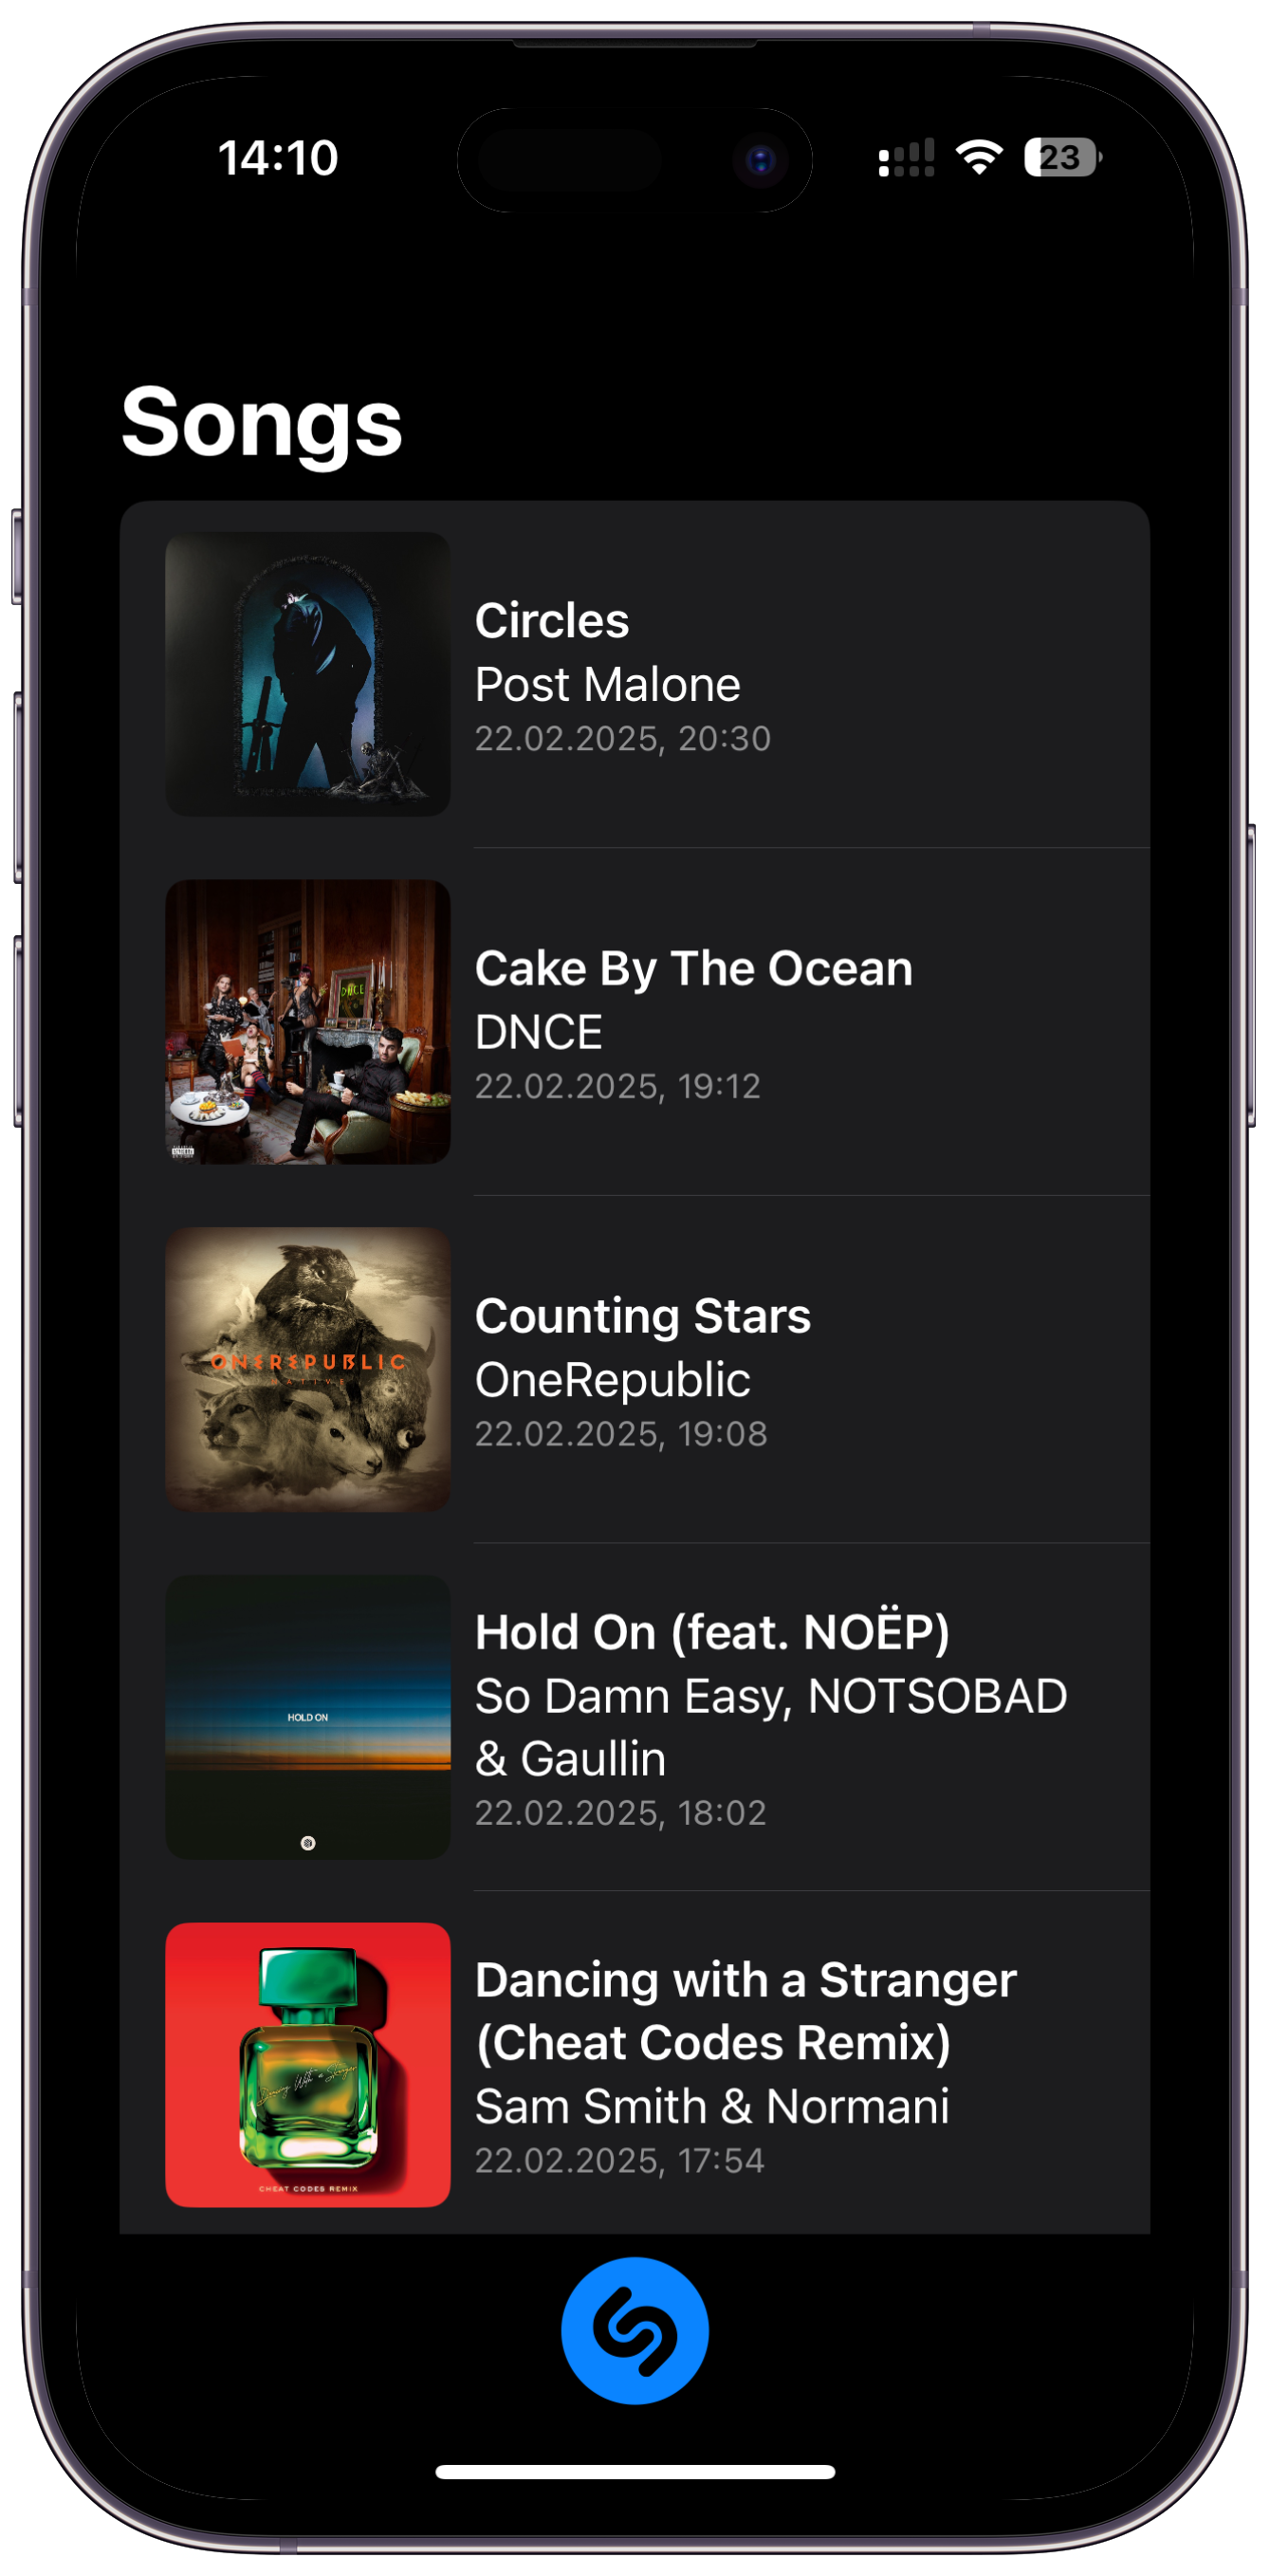 14:10
23
Songs
Circles
Post Malone
22.02.2025, 20:30
DNCE
Cake By The Ocean
DNCE
22.02.2025, 19:12
ONEREPUBLIC
NATIVE
Counting Stars
OneRepublic
22.02.2025, 19:08
HOLD ON
Hold On (feat. NOËP)
So Damn Easy, NOTSOBAD
& Gaullin
22.02.2025, 18:02
Dancing With a Stranger
CHEAT CODES REMIX
Dancing with a Stranger
(Cheat Codes Remix)
Sam Smith & Normani
22.02.2025, 17:54